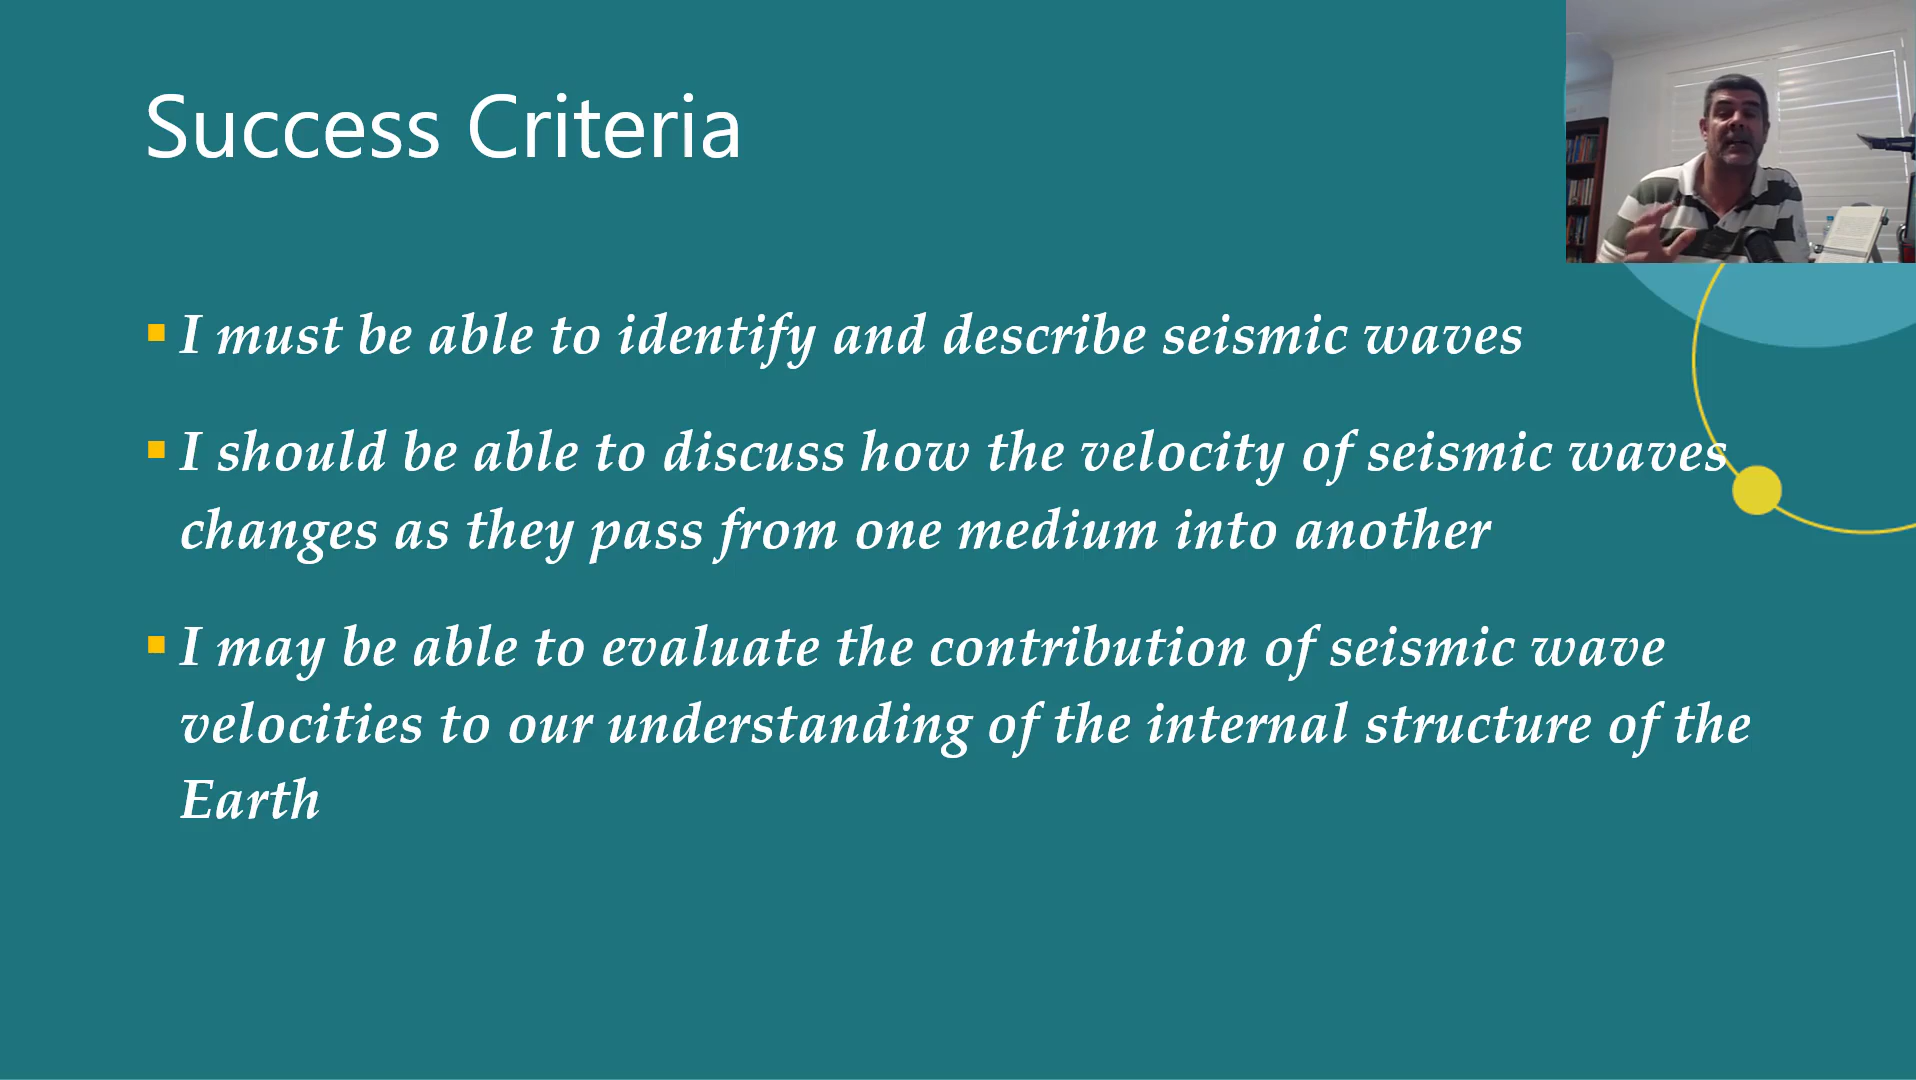 Success Criteria
I must be able to identify and describe seismic waves
I should be able to discuss how the velocity of seismic waves
changes as they pass from one medium into another
I may be able to evaluate the contribution of seismic wave
velocities to our understanding of the internal structure of the
Earth